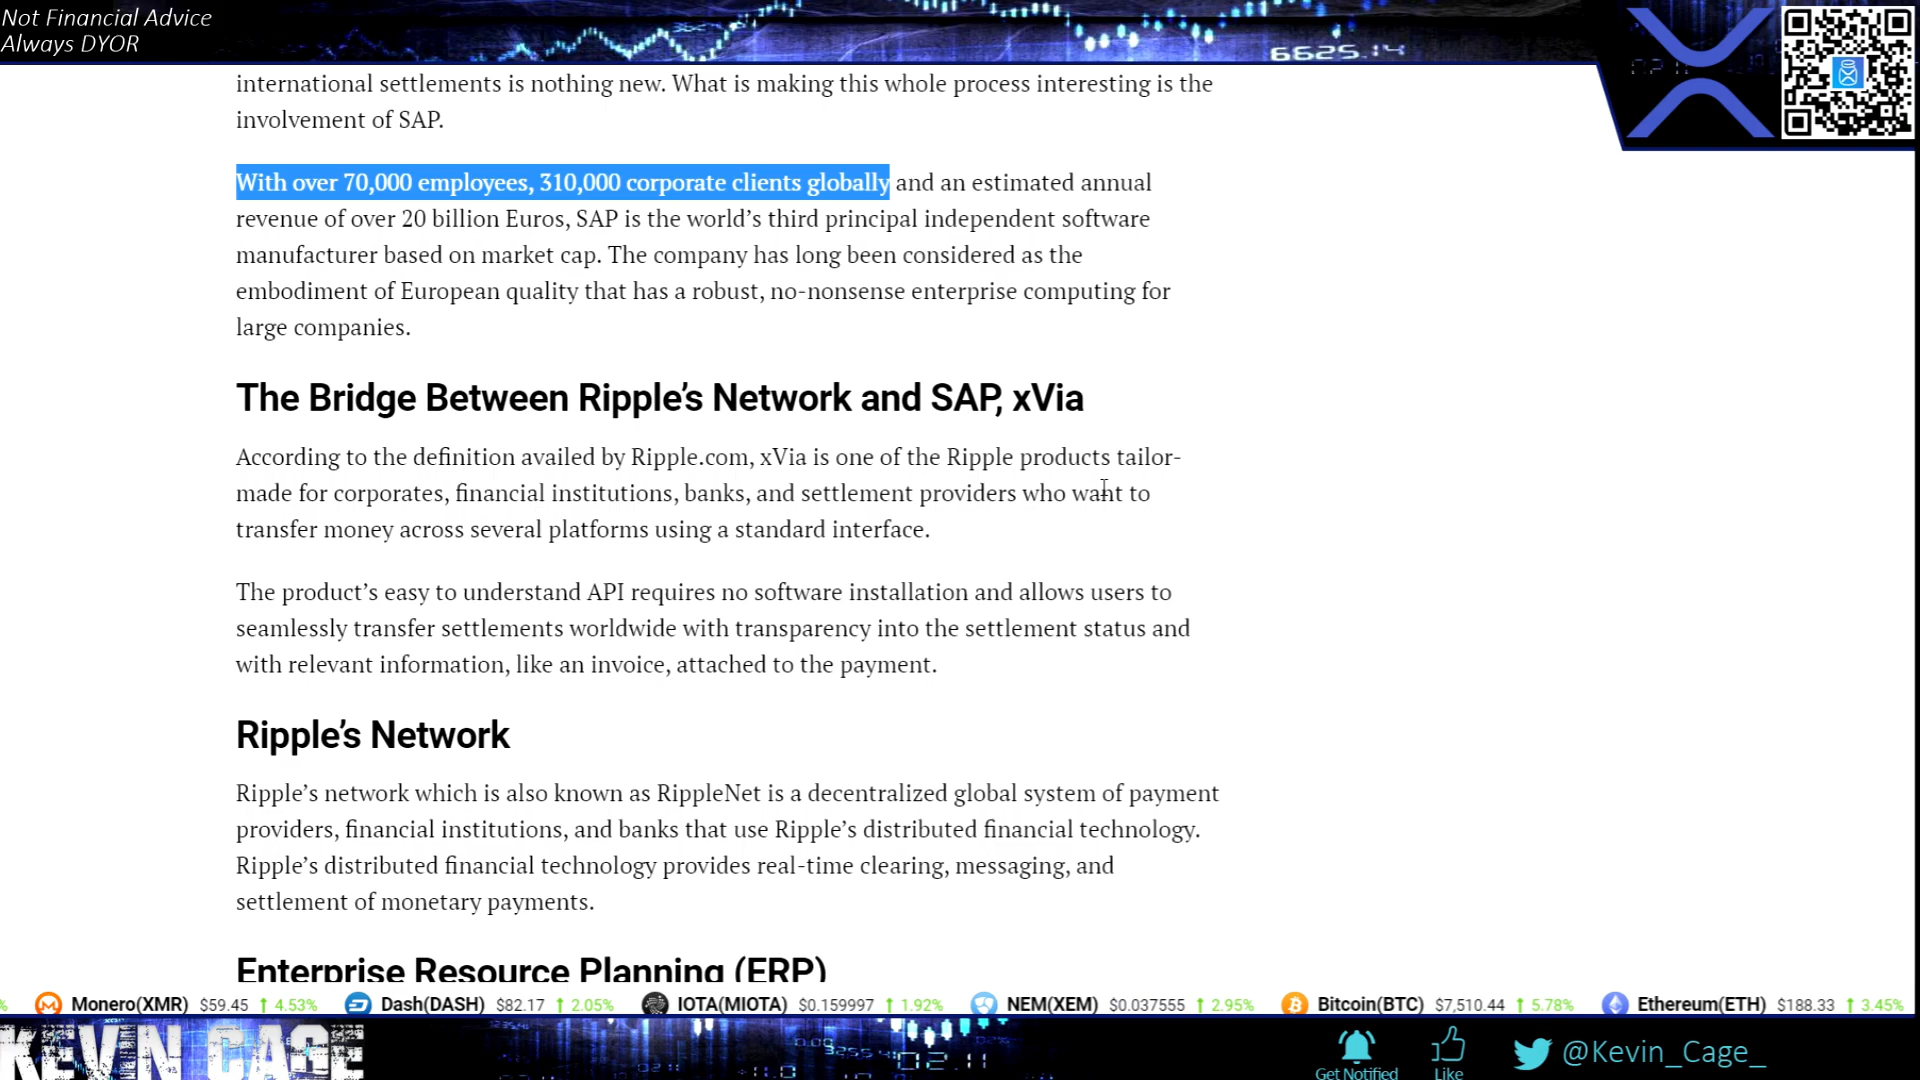 Not Financial Advice
Always DYOR
6625.14
international settlements is nothing new. What is making this whole process interesting is the
involvement of SAP.
With over 70,000 employees, 310,000 corporate clients globally and an estimated annual
revenue of over 20 billion Euros, SAP is the world’s third principal independent software
manufacturer based on market cap. The company has long been considered as the
embodiment of European quality that has a robust, no-nonsense enterprise computing for
large companies.
The Bridge Between Ripple’s Network and SAP, xVia
According to the definition availed by Ripple.com, xVia is one of the Ripple products tailor-
made for corporates, financial institutions, banks, and settlement providers who want to
transfer money across several platforms using a standard interface.
The product’s easy to understand API requires no software installation and allows users to
seamlessly transfer settlements worldwide with transparency into the settlement status and
with relevant information, like an invoice, attached to the payment.
Ripple’s Network
Ripple’s network which is also known as RippleNet is a decentralized global system of payment
providers, financial institutions, and banks that use Ripple’s distributed financial technology.
Ripple’s distributed financial technology provides real-time clearing, messaging, and
settlement of monetary payments.
Enterprise Resource Planning (ERP)
% Monero(XMR) $59.45 ↑ 4.53% Dash(DASH) $82.17 ↑ 2.05% IOTA(MIOTA) $0.159997 ↑ 1.92% NEM(XEM) $0.037555 ↑ 2.95% Bitcoin(BTC) $7,510.44 ↑ 5.78% Ethereum(ETH) $188.33 ↑ 3.45%
KEVIN CAGE
02.11
Get Notified
Like
@Kevin_Cage_